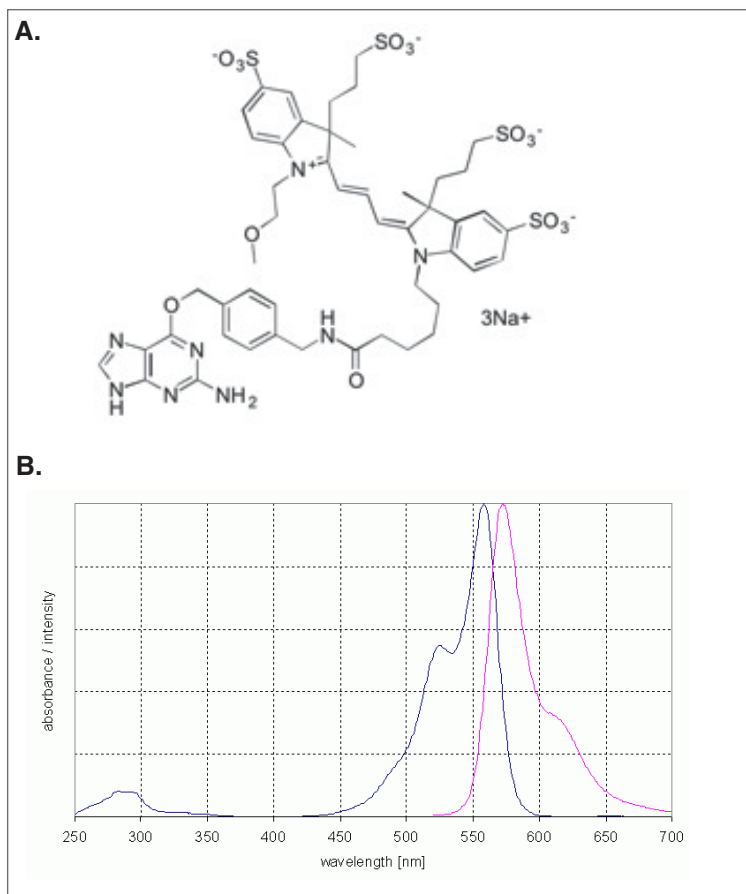 A.
⁻O₃S
SO₃⁻
SO₃⁻
N⁺
SO₃⁻
O
N
O
H
N
3Na+
O
N
N
N
H
N
NH₂
B.
absorbance / intensity
250 300 350 400 450 500 550 600 650 700
wavelength [nm]